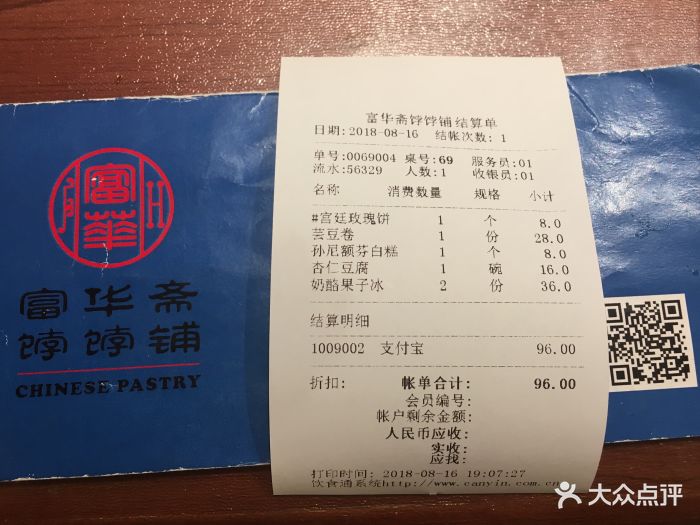 富華
富华斋
饽饽铺
CHINESE PASTRY
富华斋饽饽铺结算单
日期:2018-08-16 结帐次数: 1
单号:0069004 桌号:69 服务员:01
流水:56329 人数:1 收银员:01
名称 消费数量 规格 小计
#宫廷玫瑰饼 1 个 8.0
芸豆卷 1 份 28.0
孙尼额芬白糕 1 个 8.0
杏仁豆腐 1 碗 16.0
奶酪果子冰 2 份 36.0
结算明细
1009002 支付宝 96.00
折扣: 帐单合计: 96.00
会员编号:
帐户剩余金额:
人民币应收:
实收:
应找:
打印时间: 2018-08-16 19:07:27
饮食通系统http://www.canyin.com.cn
大众点评